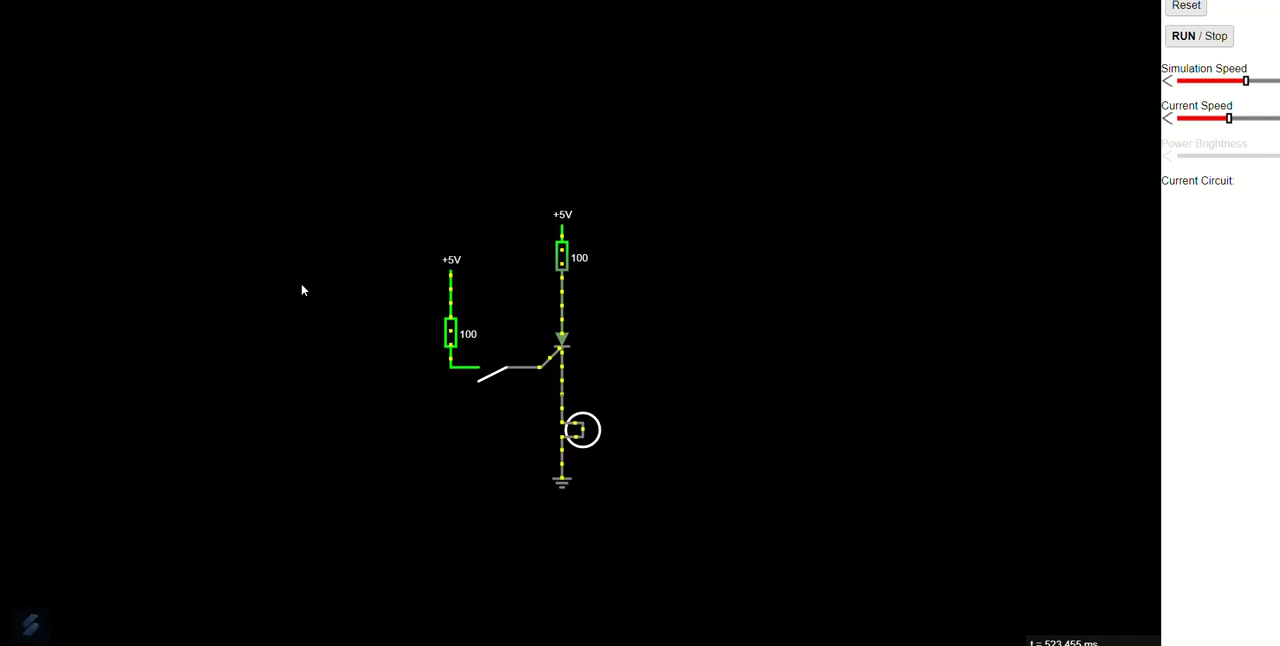 Reset
RUN / Stop
Simulation Speed
Current Speed
Power Brightness
Current Circuit:
+5V
100
+5V
100
t = 523.455 ms